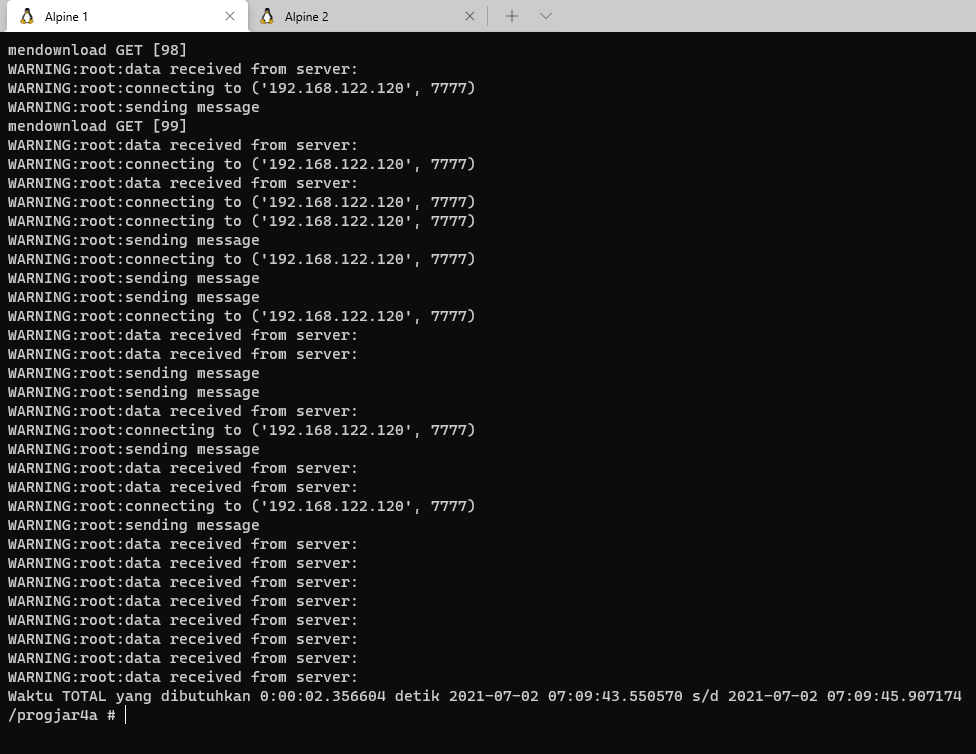 Alpine 1
Alpine 2
mendownload GET [98]
WARNING:root:data received from server:
WARNING:root:connecting to ('192.168.122.120', 7777)
WARNING:root:sending message
mendownload GET [99]
WARNING:root:data received from server:
WARNING:root:connecting to ('192.168.122.120', 7777)
WARNING:root:data received from server:
WARNING:root:connecting to ('192.168.122.120', 7777)
WARNING:root:connecting to ('192.168.122.120', 7777)
WARNING:root:sending message
WARNING:root:connecting to ('192.168.122.120', 7777)
WARNING:root:sending message
WARNING:root:sending message
WARNING:root:connecting to ('192.168.122.120', 7777)
WARNING:root:data received from server:
WARNING:root:data received from server:
WARNING:root:sending message
WARNING:root:sending message
WARNING:root:data received from server:
WARNING:root:connecting to ('192.168.122.120', 7777)
WARNING:root:sending message
WARNING:root:data received from server:
WARNING:root:data received from server:
WARNING:root:connecting to ('192.168.122.120', 7777)
WARNING:root:sending message
WARNING:root:data received from server:
WARNING:root:data received from server:
WARNING:root:data received from server:
WARNING:root:data received from server:
WARNING:root:data received from server:
WARNING:root:data received from server:
WARNING:root:data received from server:
WARNING:root:data received from server:
Waktu TOTAL yang dibutuhkan 0:00:02.356604 detik 2021-07-02 07:09:43.550570 s/d 2021-07-02 07:09:45.907174
/progjar4a #